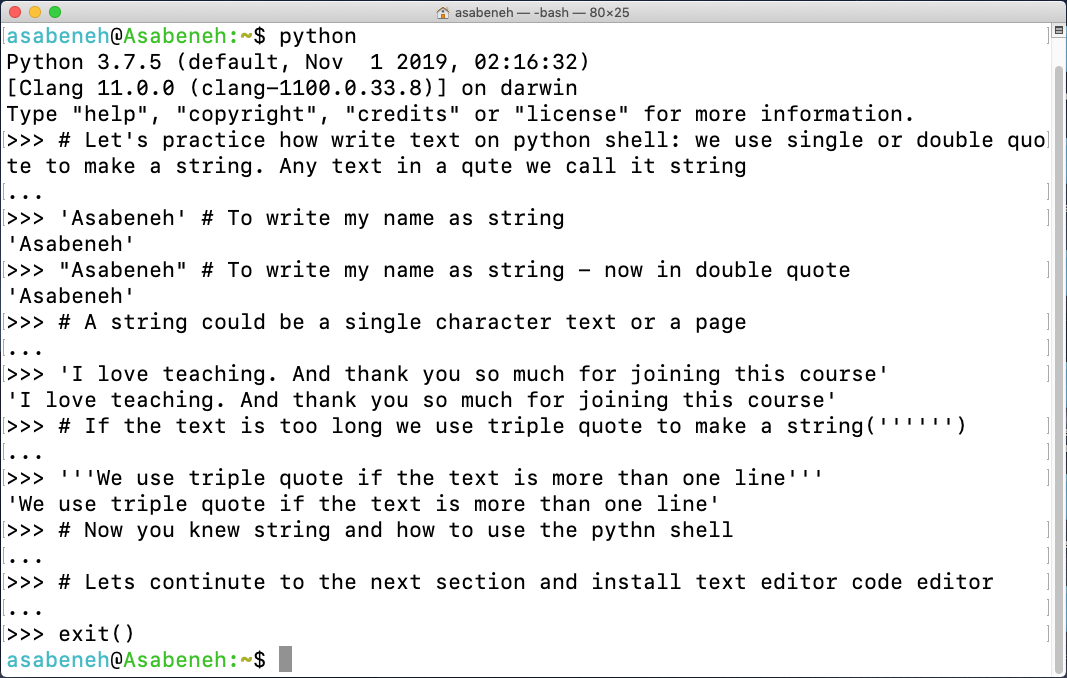 asabeneh — -bash — 80×25
asabeneh@Asabeneh:~$ python
Python 3.7.5 (default, Nov  1 2019, 02:16:32)
[Clang 11.0.0 (clang-1100.0.33.8)] on darwin
Type "help", "copyright", "credits" or "license" for more information.
>>> # Let's practice how write text on python shell: we use single or double quo
te to make a string. Any text in a qute we call it string
...
>>> 'Asabeneh' # To write my name as string
'Asabeneh'
>>> "Asabeneh" # To write my name as string – now in double quote
'Asabeneh'
>>> # A string could be a single character text or a page
...
>>> 'I love teaching. And thank you so much for joining this course'
'I love teaching. And thank you so much for joining this course'
>>> # If the text is too long we use triple quote to make a string('''''')
...
>>> '''We use triple quote if the text is more than one line'''
'We use triple quote if the text is more than one line'
>>> # Now you knew string and how to use the pythn shell
...
>>> # Lets continute to the next section and install text editor code editor
...
>>> exit()
asabeneh@Asabeneh:~$